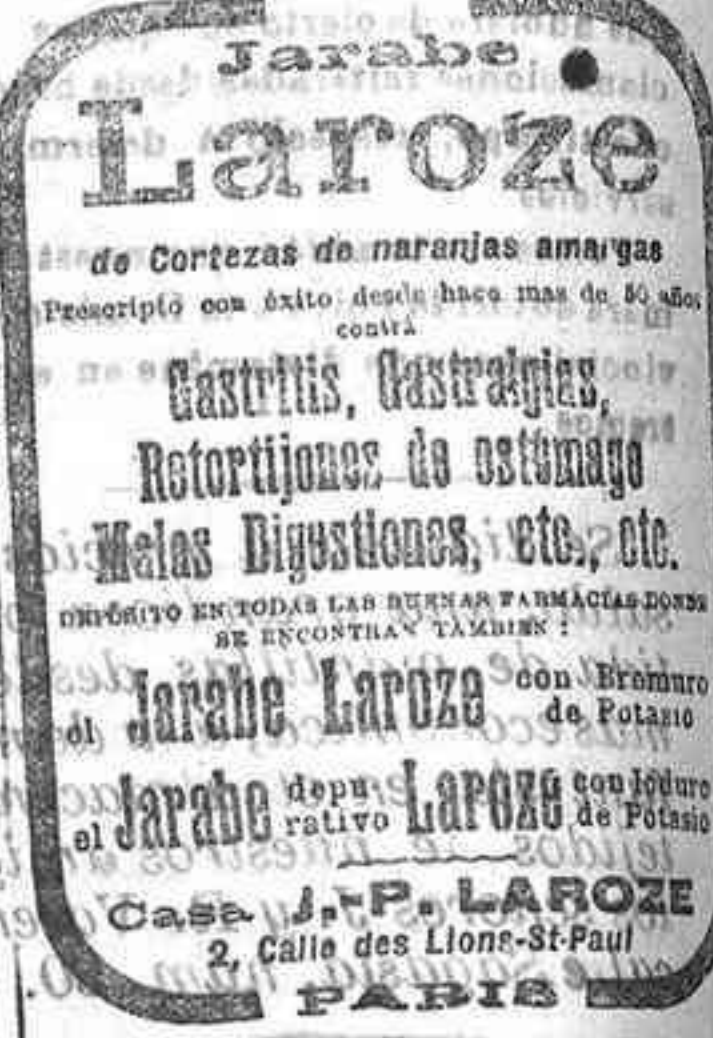 Jarabe
Laroze
de Cortezas de naranjas amargas
Prescripto con éxito desde hace mas de 50 años
contra
Gastritis, Gastralgias,
Retortijones de estómago
Malas Digestiones, etc., etc.
DEPÓSITO EN TODAS LAS BUENAS FARMACIAS DONDE
SE ENCONTRAN TAMBIEN :
el Jarabe Laroze con Bromuro
de Potasio
el Jarabe depu-
rativo Laroze con Ioduro
de Potasio
Casa J.-P. LAROZE
2, Calle des Lions-St-Paul
PARIS